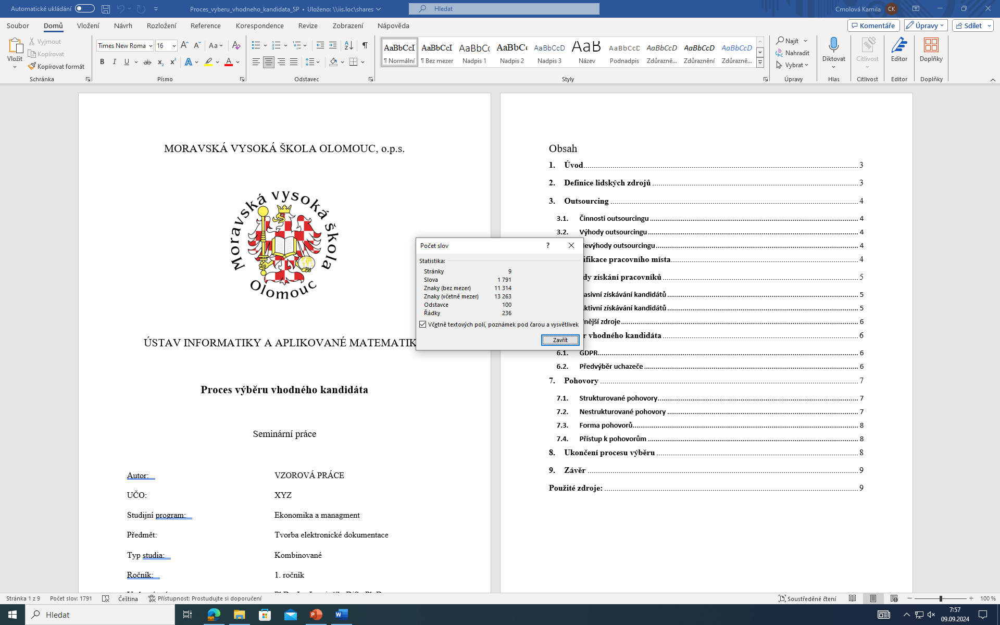 Automatické ukládání
Proces_vyberu_vhodneho_kandidata_SP • Uloženo: \\iis.loc\shares
Hledat
Cmolová Kamila
CK
Soubor Domů Vložení Návrh Rozložení Reference Korespondence Revize Zobrazení Nápověda
Komentáře Úpravy Sdílet
Vložit
Vyjmout
Kopírovat
Kopírovat formát
Schránka
Times New Roma 16
Písmo
Odstavec
AaBbCcI AaBbCcI AaBbCc AaBbCc AaBbCcD AaB AaBbCcD AaBbCcD AaBbCcD AaBbCcD
¶ Normální ¶ Bez mezer Nadpis 1 Nadpis 2 Nadpis 3 Název Podnadpis Zdůrazně... Zdůraznění Zdůrazně...
Styly
Najít
Nahradit
Vybrat
Úpravy
Diktovat
Hlas
Citlivost
Citlivost
Editor
Editor
Doplňky
Doplňky
MORAVSKÁ VYSOKÁ ŠKOLA OLOMOUC, o.p.s.
Moravská vysoká škola
Olomouc
ÚSTAV INFORMATIKY A APLIKOVANÉ MATEMATIK
Proces výběru vhodného kandidáta
Seminární práce
Autor: VZOROVÁ PRÁCE
UČO: XYZ
Studijní program: Ekonomika a managment
Předmět: Tvorba elektronické dokumentace
Typ studia: Kombinované
Ročník: 1. ročník
Obsah
1. Úvod 3
2. Definice lidských zdrojů 3
3. Outsourcing 4
3.1. Činnosti outsourcingu 4
3.2. Výhody outsourcingu 4
evýhody outsourcingu 4
ifikace pracovního místa 4
dy získání pracovníků 5
asivní získávání kandidátů 5
ktivní získávání kandidátů 5
nější zdroje 6
r vhodného kandidáta 6
6.1. GDPR 6
6.2. Předvýběr uchazeče 6
7. Pohovory 7
7.1. Strukturované pohovory 7
7.2. Nestrukturované pohovory 7
7.3. Forma pohovorů 8
7.4. Přístup k pohovorům 8
8. Ukončení procesu výběru 8
9. Závěr 9
Použité zdroje: 9
Počet slov
?
Statistika:
Stránky 9
Slova 1 791
Znaky (bez mezer) 11 314
Znaky (včetně mezer) 13 263
Odstavce 100
Řádky 236
Včetně textových polí, poznámek pod čarou a vysvětlivek
Zavřít
Stránka 1 z 9 Počet slov: 1791 Čeština Přístupnost: Prostudujte si doporučení
Soustředěné čtení 100 %
Hledat
7:57
09.09.2024